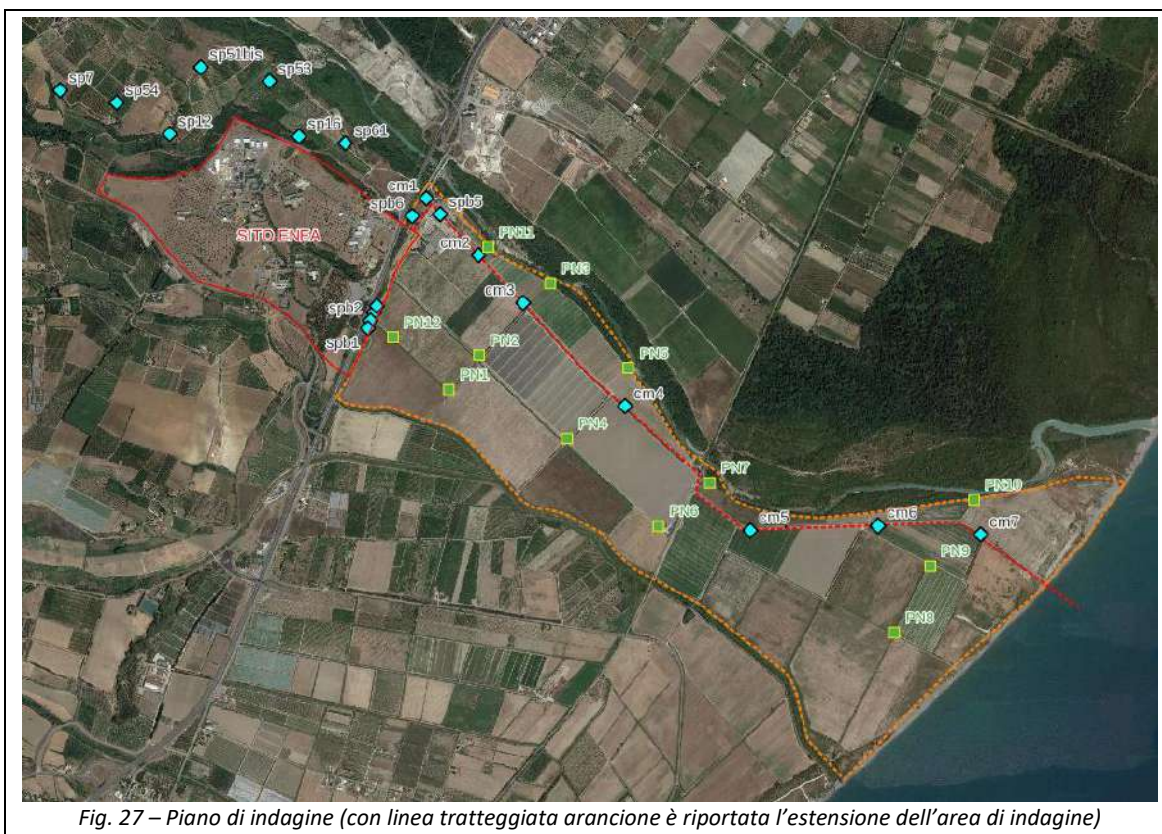 sp51bis
sp7
sp53
sp54
sp12
sp16
sp61
cm1
spb6
spb5
SITO ENEA
PN11
cm2
PN3
cm3
spb2
spb1
PN12
PN2
PN5
PN1
cm4
PN4
PN7
PN10
PN6
cm5
cm6
cm7
PN9
PN8
Fig. 27 – Piano di indagine (con linea tratteggiata arancione è riportata l’estensione dell’area di indagine)